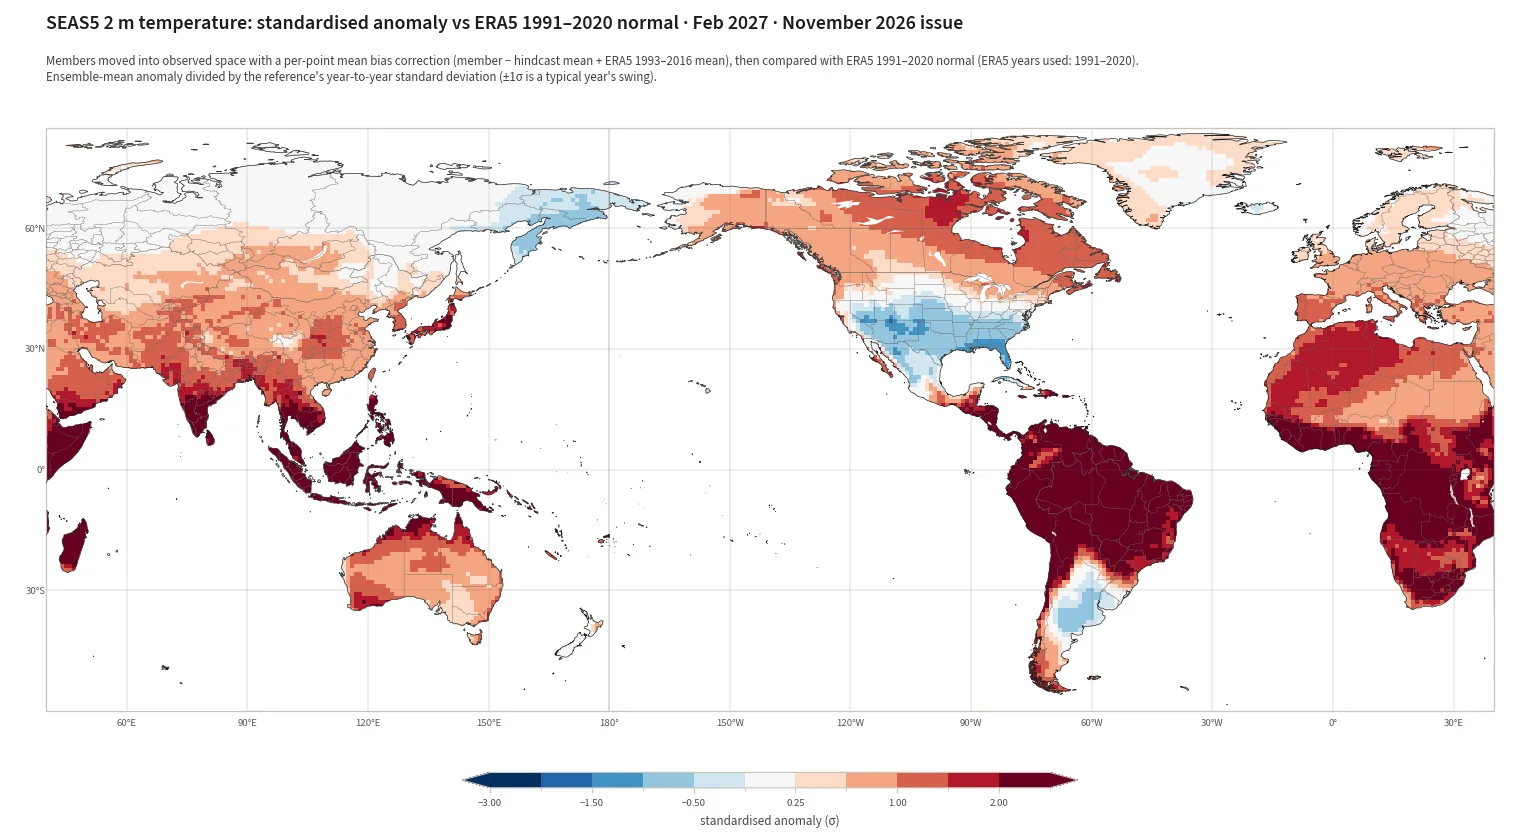 SEAS5 2 m temperature: standardised anomaly vs ERA5 1991–2020 normal · Feb 2027 · November 2026 issue
Members moved into observed space with a per-point mean bias correction (member − hindcast mean + ERA5 1993–2016 mean), then compared with ERA5 1991–2020 normal (ERA5 years used: 1991–2020).
Ensemble-mean anomaly divided by the reference's year-to-year standard deviation (±1σ is a typical year's swing).
60°N
30°N
0°
30°S
60°E 90°E 120°E 150°E 180° 150°W 120°W 90°W 60°W 30°W 0° 30°E
−3.00 −1.50 −0.50 0.25 1.00 2.00
standardised anomaly (σ)